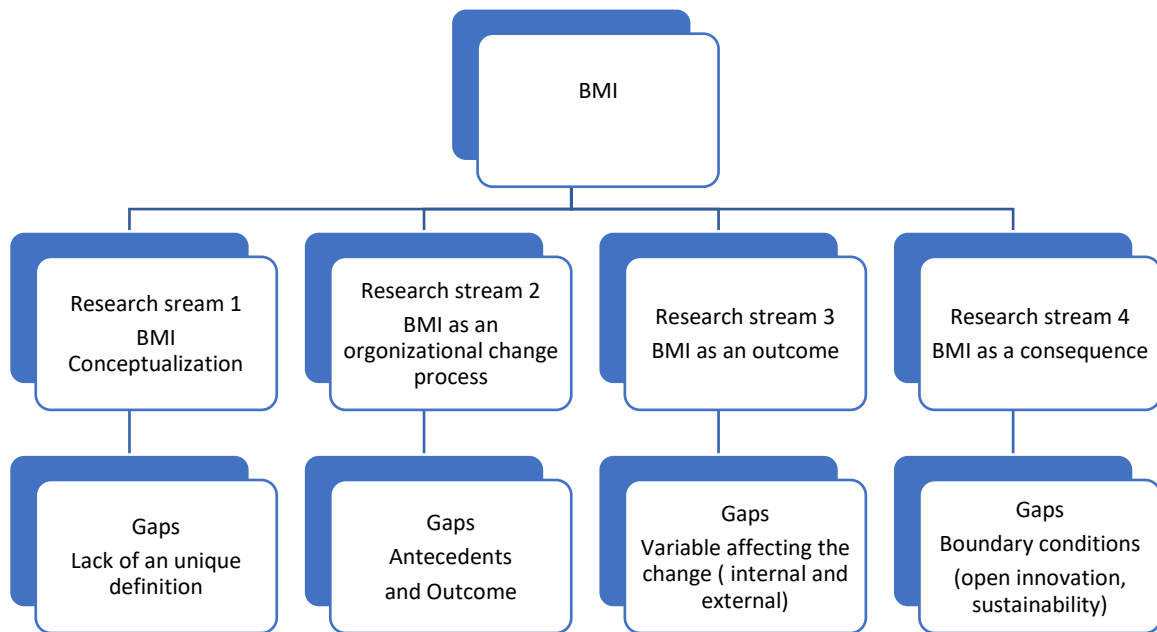 BMI
Research sream 1
BMI
Conceptualization
Research stream 2
BMI as an
orgonizational change
process
Research stream 3
BMI as an outcome
Research stream 4
BMI as a consequence
Gaps
Lack of an unique
definition
Gaps
Antecedents
and Outcome
Gaps
Variable affecting the
change ( internal and
external)
Gaps
Boundary conditions
(open innovation,
sustainability)